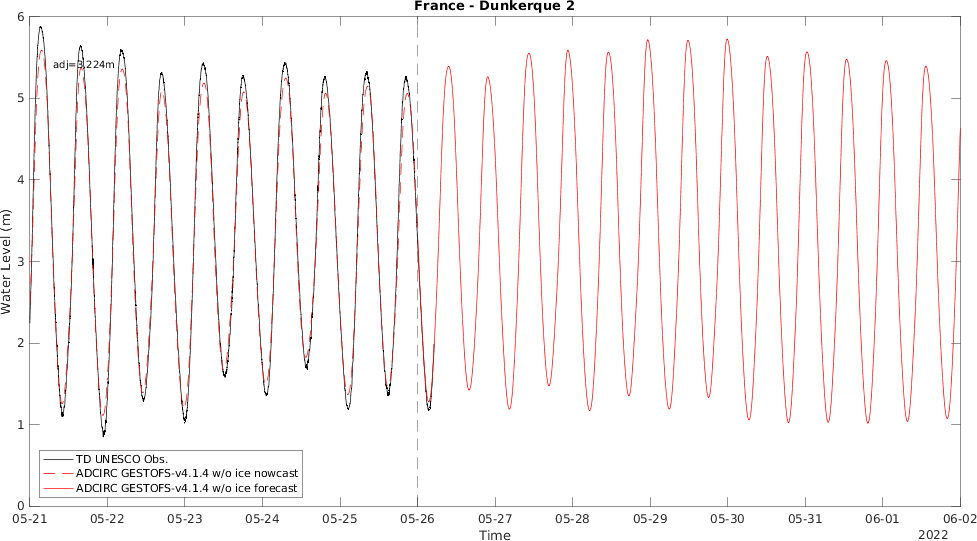 France - Dunkerque 2
6
adj=3.224m
5
4
3
2
1
0
Water Level (m)
TD UNESCO Obs.
ADCIRC GESTOFS-v4.1.4 w/o ice nowcast
ADCIRC GESTOFS-v4.1.4 w/o ice forecast
05-21 05-22 05-23 05-24 05-25 05-26 05-27 05-28 05-29 05-30 05-31 06-01 06-02
Time
2022